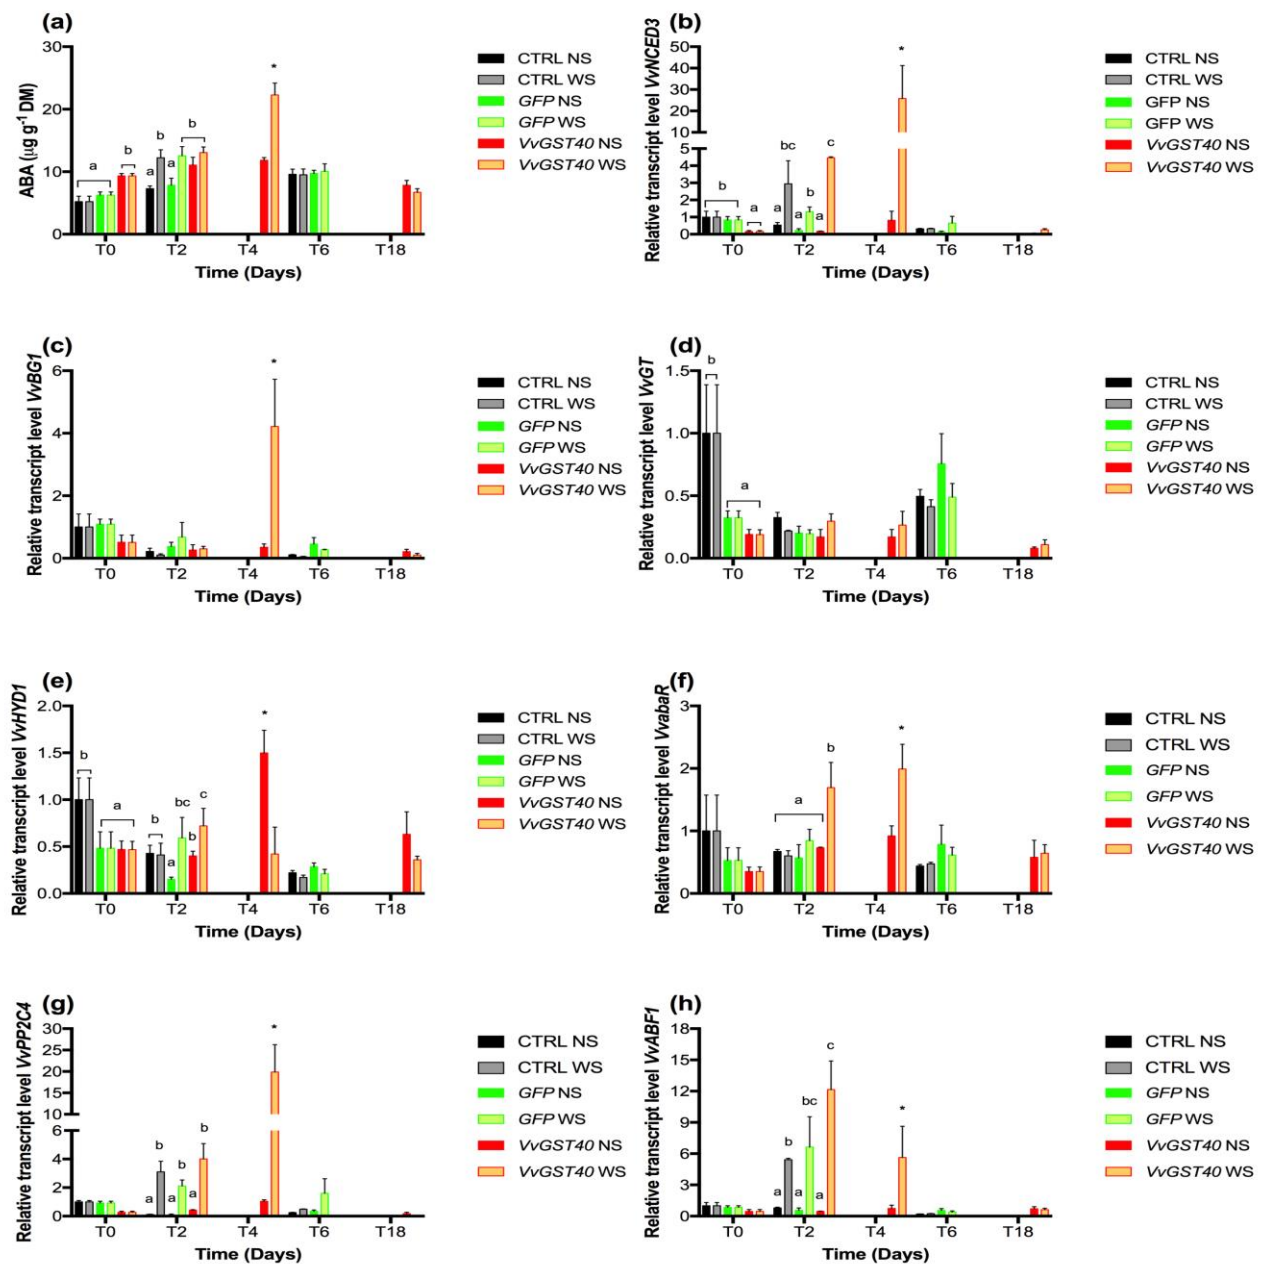 (a)
ABA (µg g-1 DM)
30
20
10
0
a
b
a
b
a
b
*
T0 T2 T4 T6 T18
Time (Days)
CTRL NS
CTRL WS
GFP NS
GFP WS
VvGST40 NS
VvGST40 WS
(b)
Relative transcript level VvNCED3
50
40
30
20
10
5
4
3
2
1
0
b
a
a
bc
a
b
a
c
*
T0 T2 T4 T6 T18
Time (Days)
CTRL NS
CTRL WS
GFP NS
GFP WS
VvGST40 NS
VvGST40 WS
(c)
Relative transcript level VvBG1
6
4
2
0
*
T0 T2 T4 T6 T18
Time (Days)
CTRL NS
CTRL WS
GFP NS
GFP WS
VvGST40 NS
VvGST40 WS
(d)
Relative transcript level VvGT
1.5
1.0
0.5
0.0
b
a
T0 T2 T4 T6 T18
Time (Days)
CTRL NS
CTRL WS
GFP NS
GFP WS
VvGST40 NS
VvGST40 WS
(e)
Relative transcript level VvHYD1
2.0
1.5
1.0
0.5
0.0
b
a
b
a
bc
b
c
*
T0 T2 T4 T6 T18
Time (Days)
CTRL NS
CTRL WS
GFP NS
GFP WS
VvGST40 NS
VvGST40 WS
(f)
Relative transcript level VvabaR
3
2
1
0
a
b
*
T0 T2 T4 T6 T18
Time (Days)
CTRL NS
CTRL WS
GFP NS
GFP WS
VvGST40 NS
VvGST40 WS
(g)
Relative transcript level VvPP2C4
30
25
20
15
10
6
4
2
0
a
b
a
b
a
b
*
T0 T2 T4 T6 T18
Time (Days)
CTRL NS
CTRL WS
GFP NS
GFP WS
VvGST40 NS
VvGST40 WS
(h)
Relative transcript level VvABF1
18
15
12
9
6
3
0
a
b
a
bc
a
c
*
T0 T2 T4 T6 T18
Time (Days)
CTRL NS
CTRL WS
GFP NS
GFP WS
VvGST40 NS
VvGST40 WS